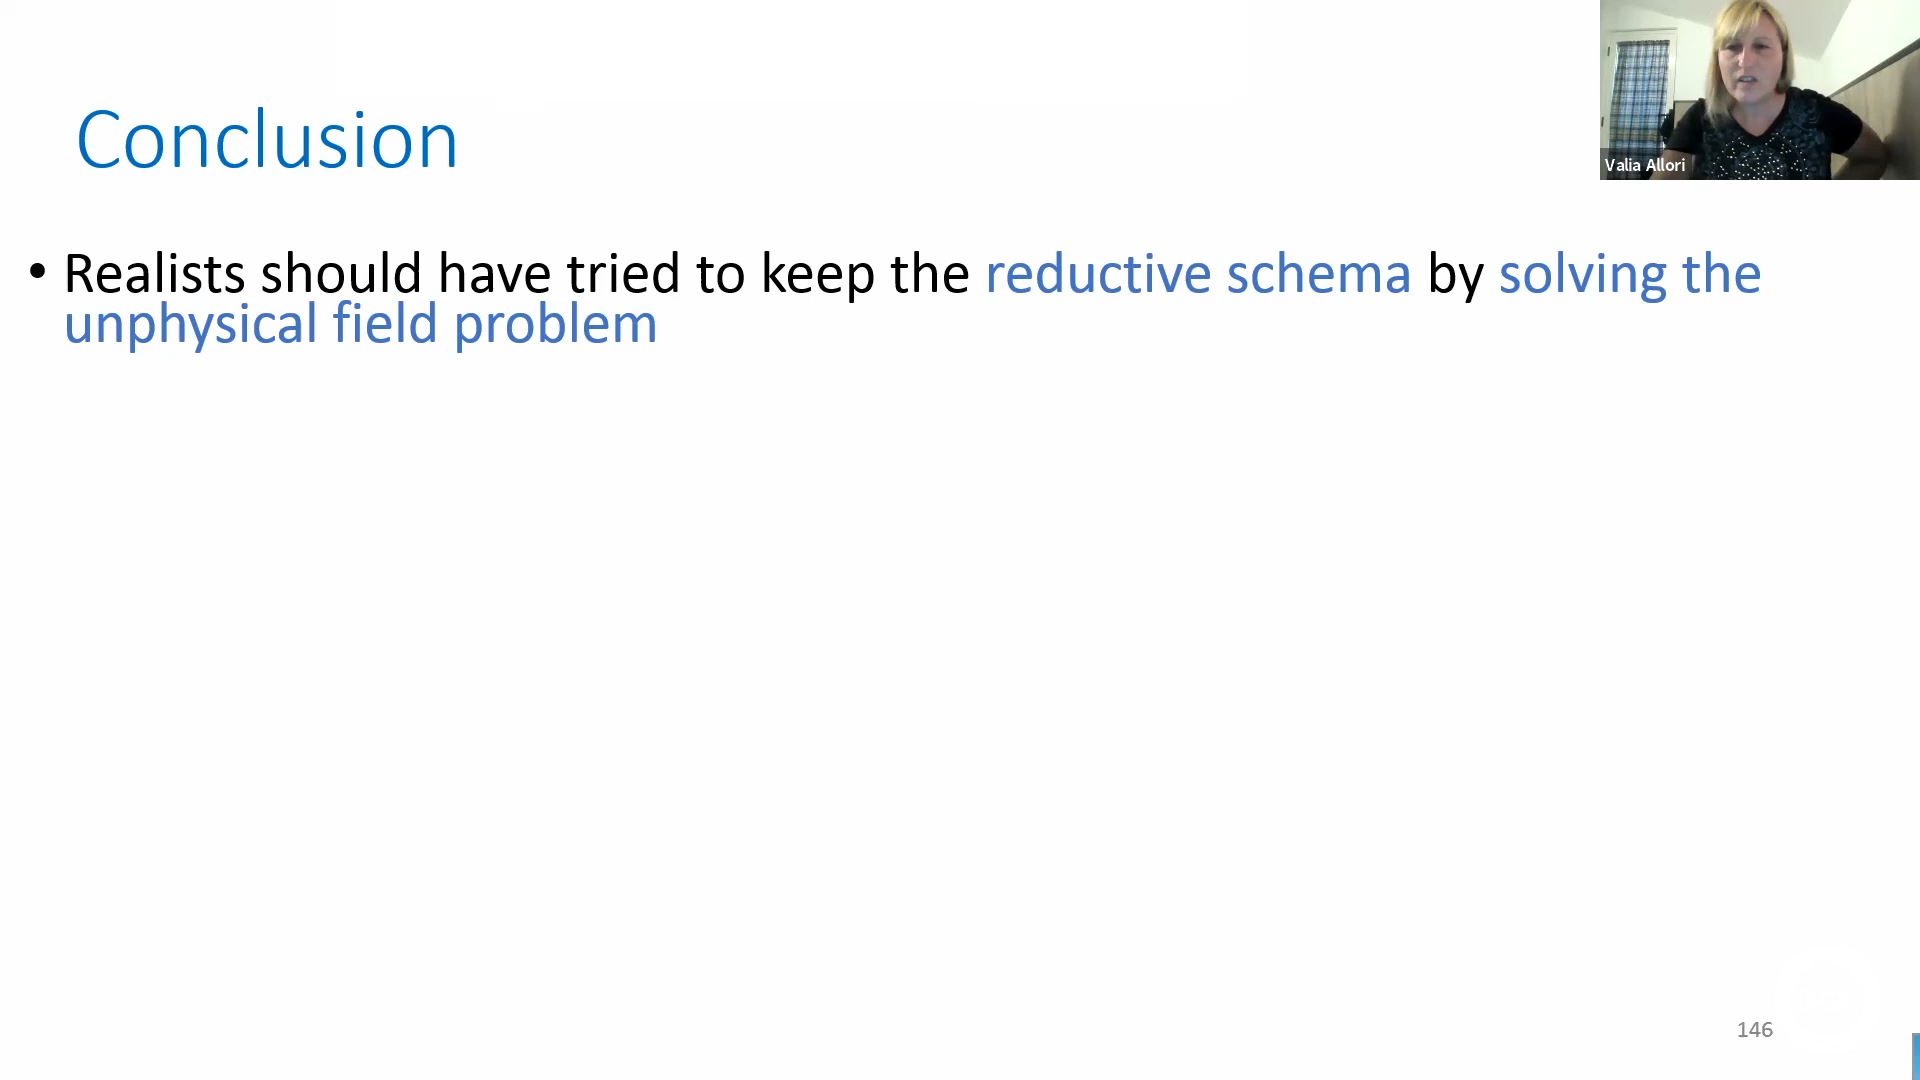 Conclusion
Valia Allori
• Realists should have tried to keep the reductive schema by solving the
unphysical field problem
146